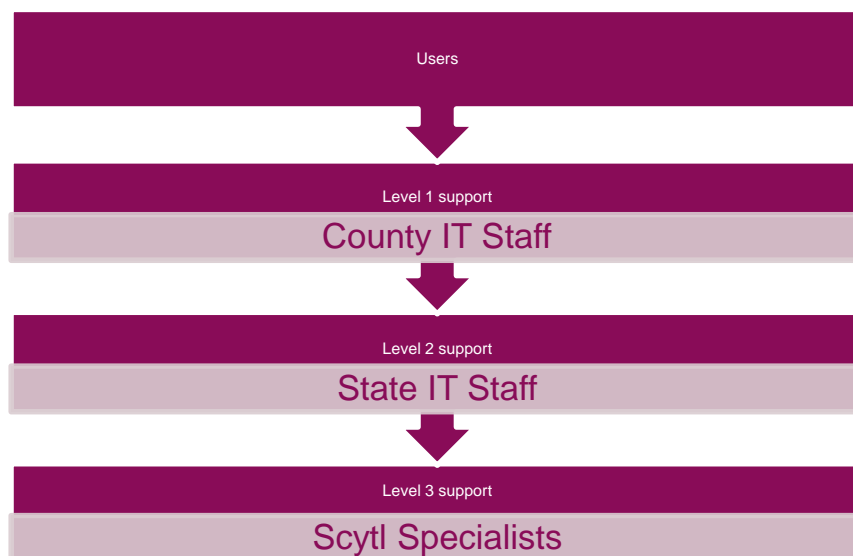 Users
Level 1 support
County IT Staff
Level 2 support
State IT Staff
Level 3 support
Scytl Specialists